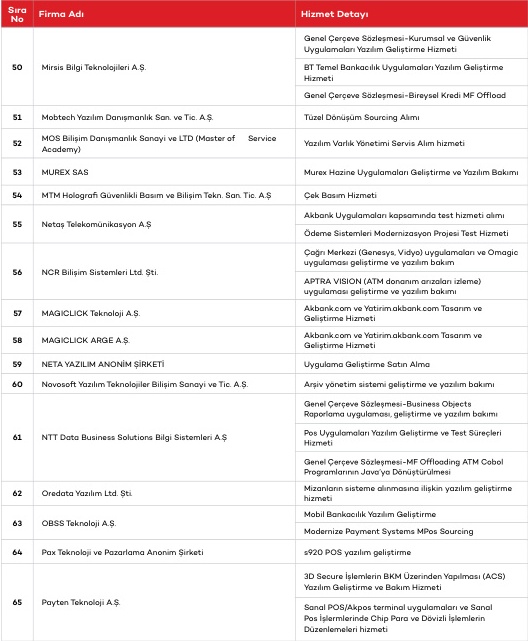 Sıra No Firma Adı Hizmet Detayı
50 Mirsis Bilgi Teknolojileri A.Ş.
Genel Çerçeve Sözleşmesi-Kurumsal ve Güvenlik
Uygulamaları Yazılım Geliştirme Hizmeti
BT Temel Bankacılık Uygulamaları Yazılım Geliştirme
Hizmeti
Genel Çerçeve Sözleşmesi-Bireysel Kredi MF Offload
51 Mobtech Yazılım Danışmanlık San. ve Tic. A.Ş. Tüzel Dönüşüm Sourcing Alımı
52 MOS Bilişim Danışmanlık Sanayi ve LTD (Master of Service
Academy) Yazılım Varlık Yönetimi Servis Alım hizmeti
53 MUREX SAS Murex Hazine Uygulamaları Geliştirme ve Yazılım Bakımı
54 MTM Holografi Güvenlikli Basım ve Bilişim Tekn. San. Tic. A.Ş Çek Basım Hizmeti
55 Netaş Telekomünikasyon A.Ş
Akbank Uygulamaları kapsamında test hizmeti alımı
Ödeme Sistemleri Modernizasyon Projesi Test Hizmeti
56 NCR Bilişim Sistemleri Ltd. Şti.
Çağrı Merkezi (Genesys, Vidyo) uygulamaları ve Omagic
uygulaması geliştirme ve yazılım bakım
APTRA VISION (ATM donanım arızaları izleme)
uygulaması geliştirme ve yazılım bakımı
57 MAGICLICK Teknoloji A.Ş.
Akbank.com ve Yatirim.akbank.com Tasarım ve
Geliştirme Hizmeti
58 MAGICLICK ARGE A.Ş.
Akbank.com ve Yatirim.akbank.com Tasarım ve
Geliştirme Hizmeti
59 NETA YAZILIM ANONİM ŞİRKETİ Uygulama Geliştirme Satın Alma
60 Novosoft Yazılım Teknolojiler Bilişim Sanayi ve Tic. A.Ş. Arşiv yönetim sistemi geliştirme ve yazılım bakımı
61 NTT Data Business Solutions Bilgi Sistemleri A.Ş
Genel Çerçeve Sözleşmesi-Business Objects
Raporlama uygulaması, geliştirme ve yazılım bakımı
Pos Uygulamaları Yazılım Geliştirme ve Test Süreçleri
Hizmeti
Genel Çerçeve Sözleşmesi-MF Offloading ATM Cobol
Programlarının Java'ya Dönüştürülmesi
62 Oredata Yazılım Ltd. Şti.
Mizanların sisteme alınmasına ilişkin yazılım geliştirme
hizmeti
63 OBSS Teknoloji A.Ş.
Mobil Bankacılık Yazılım Geliştirme
Modernize Payment Systems MPos Sourcing
64 Pax Teknoloji ve Pazarlama Anonim Şirketi s920 POS yazılım geliştirme
65 Payten Teknoloji A.Ş.
3D Secure İşlemlerin BKM Üzerinden Yapılması (ACS)
Yazılım Geliştirme ve Bakım Hizmeti
Sanal POS/Akpos terminal uygulamaları ve Sanal
Pos İşlermlerinde Chip Para ve Dövizli İşlemlerin
Düzenlemeleri hizmeti